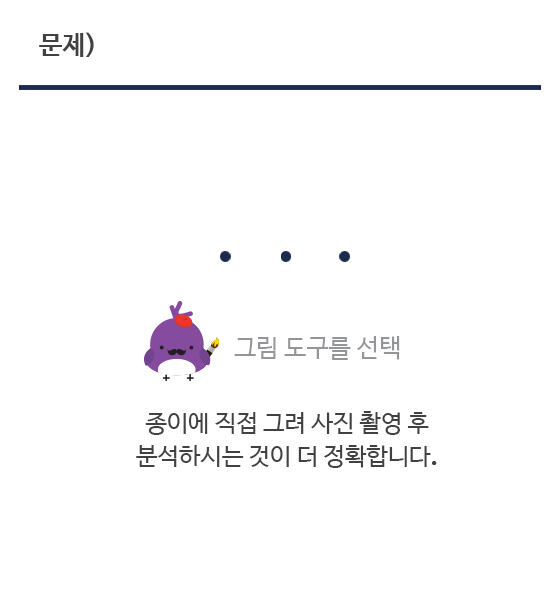 문제)
그림 도구를 선택
종이에 직접 그려 사진 촬영 후
분석하시는 것이 더 정확합니다.